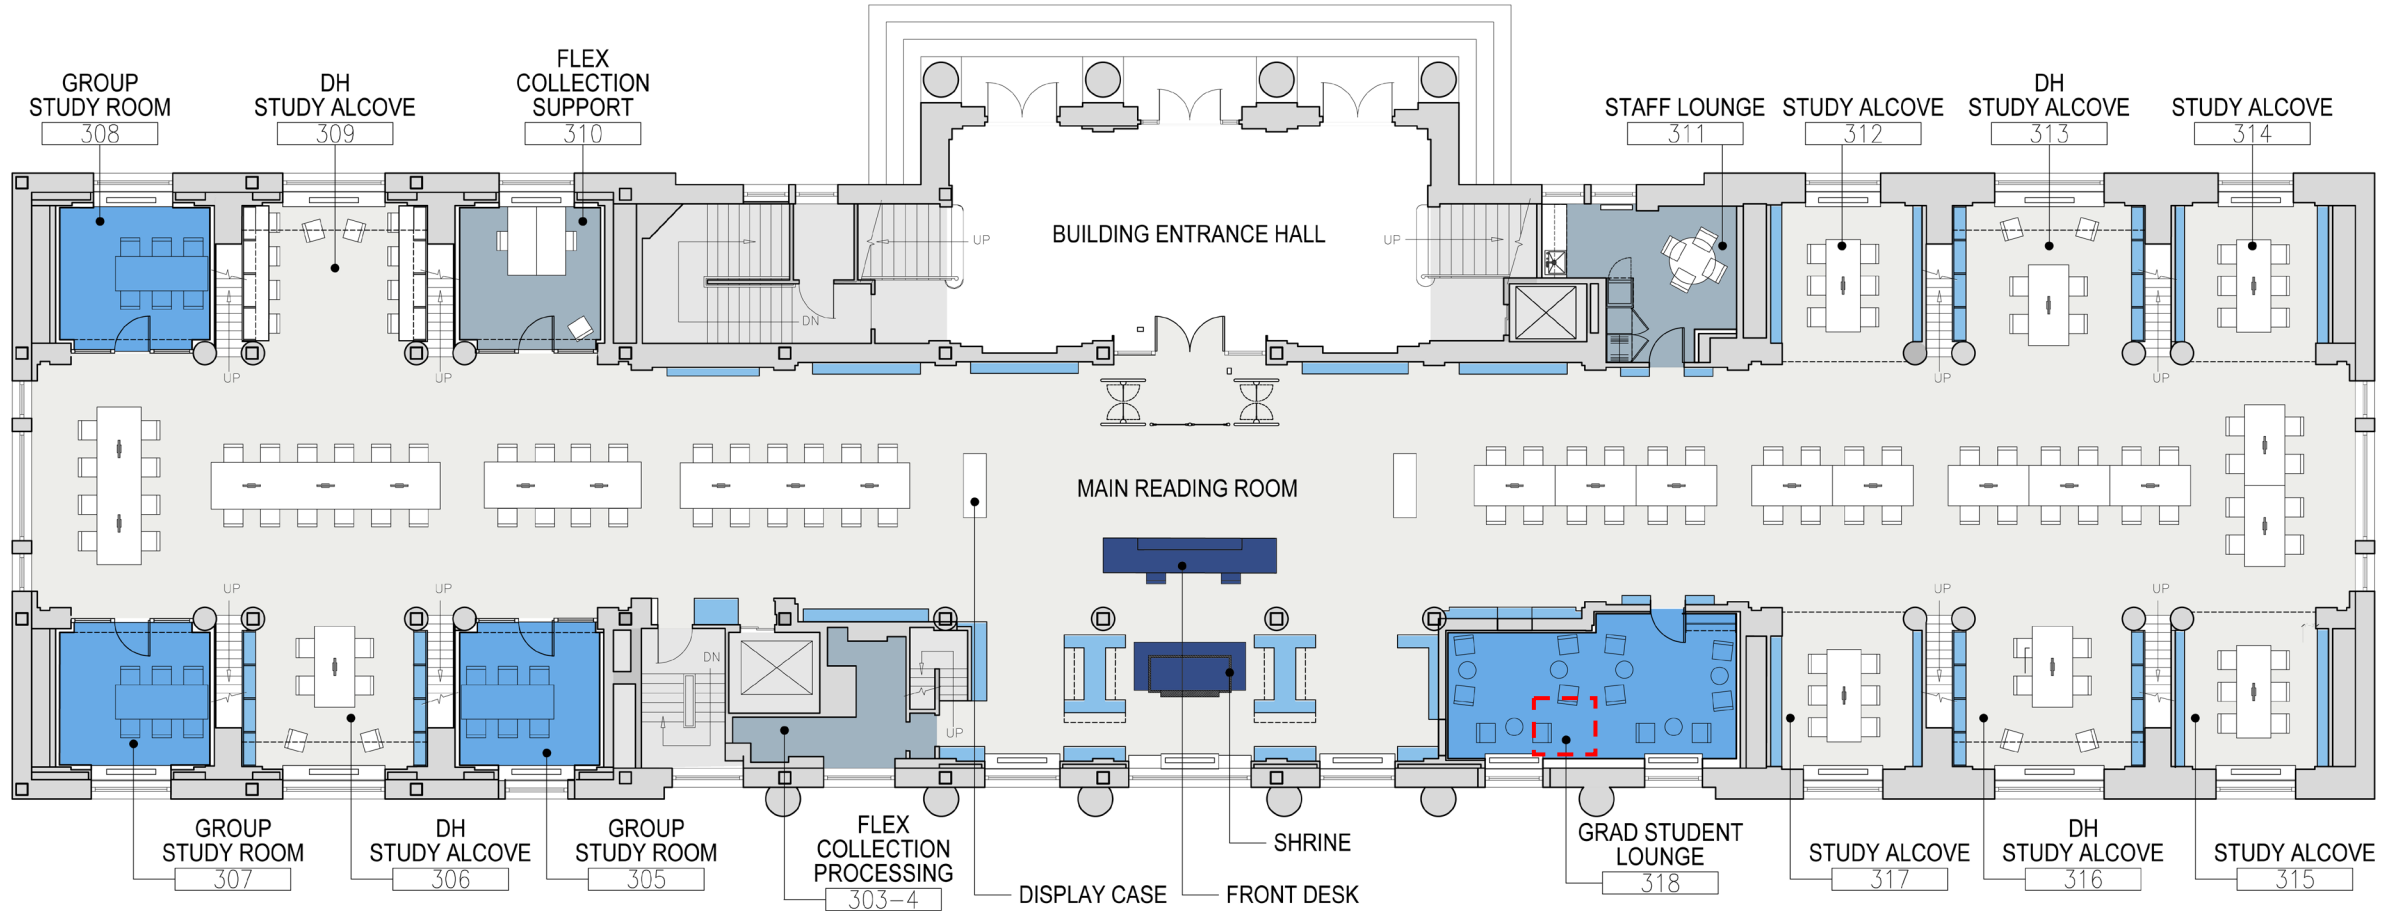 GROUP
STUDY ROOM
308
DH
STUDY ALCOVE
309
FLEX
COLLECTION
SUPPORT
310
STAFF LOUNGE
311
STUDY ALCOVE
312
DH
STUDY ALCOVE
313
STUDY ALCOVE
314
UP
BUILDING ENTRANCE HALL
UP
DN
UP
UP
UP
UP
MAIN READING ROOM
UP
UP
UP
UP
DN
UP
GROUP
STUDY ROOM
307
DH
STUDY ALCOVE
306
GROUP
STUDY ROOM
305
FLEX
COLLECTION
PROCESSING
303-4
DISPLAY CASE
SHRINE
FRONT DESK
GRAD STUDENT
LOUNGE
318
STUDY ALCOVE
317
DH
STUDY ALCOVE
316
STUDY ALCOVE
315